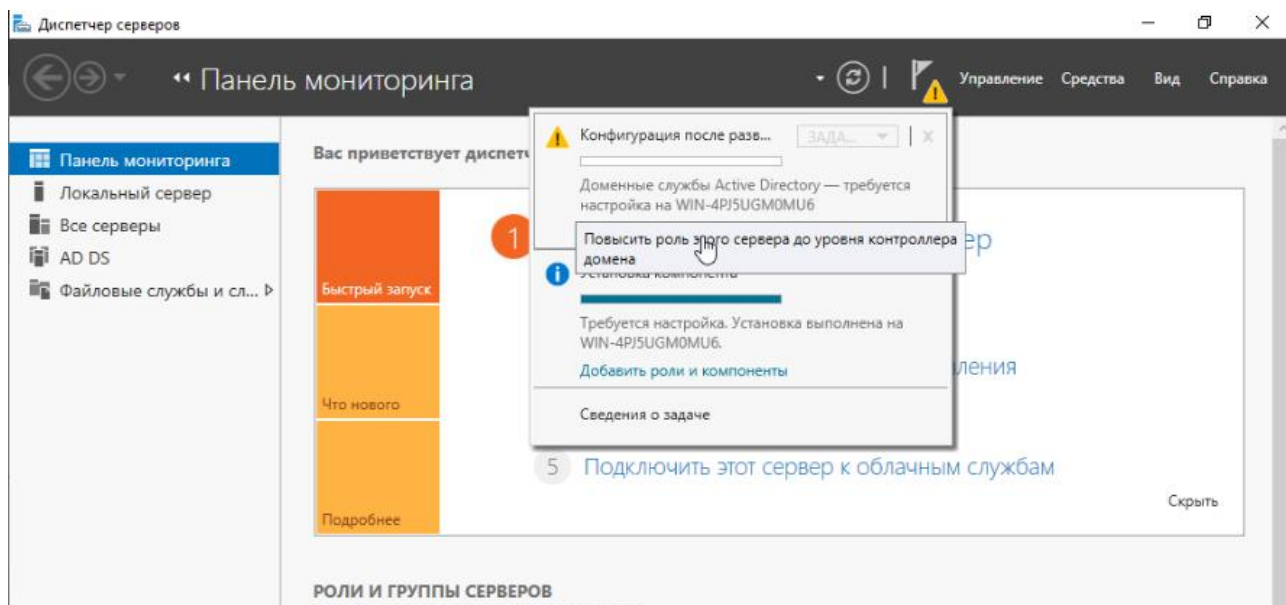 Диспетчер серверов
Панель мониторинга
Управление Средства Вид Справка
Панель мониторинга
Локальный сервер
Все серверы
AD DS
Файловые службы и сл...
Вас приветствует
Конфигурация после разв...
ЗАДА...
Доменные службы Active Directory — требуется
настройка на WIN-4PJ5UGM0MU6
Повысить роль этого сервера до уровня контроллера
домена
Установка компонента
Требуется настройка. Установка выполнена на
WIN-4PJ5UGM0MU6.
Добавить роли и компоненты
Сведения о задаче
1
Быстрый запуск
Что нового
Подробнее
5 Подключить этот сервер к облачным службам
Скрыть
РОЛИ И ГРУППЫ СЕРВЕРОВ